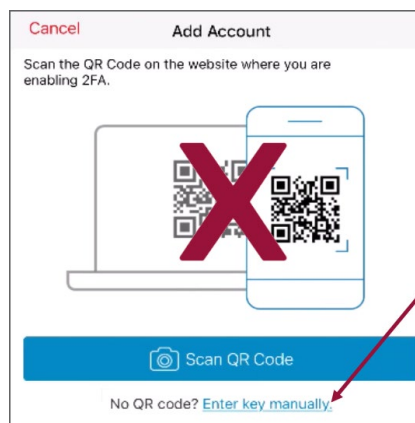 Cancel
Add Account
Scan the QR Code on the website where you are
enabling 2FA.
Scan QR Code
No QR code? Enter key manually.